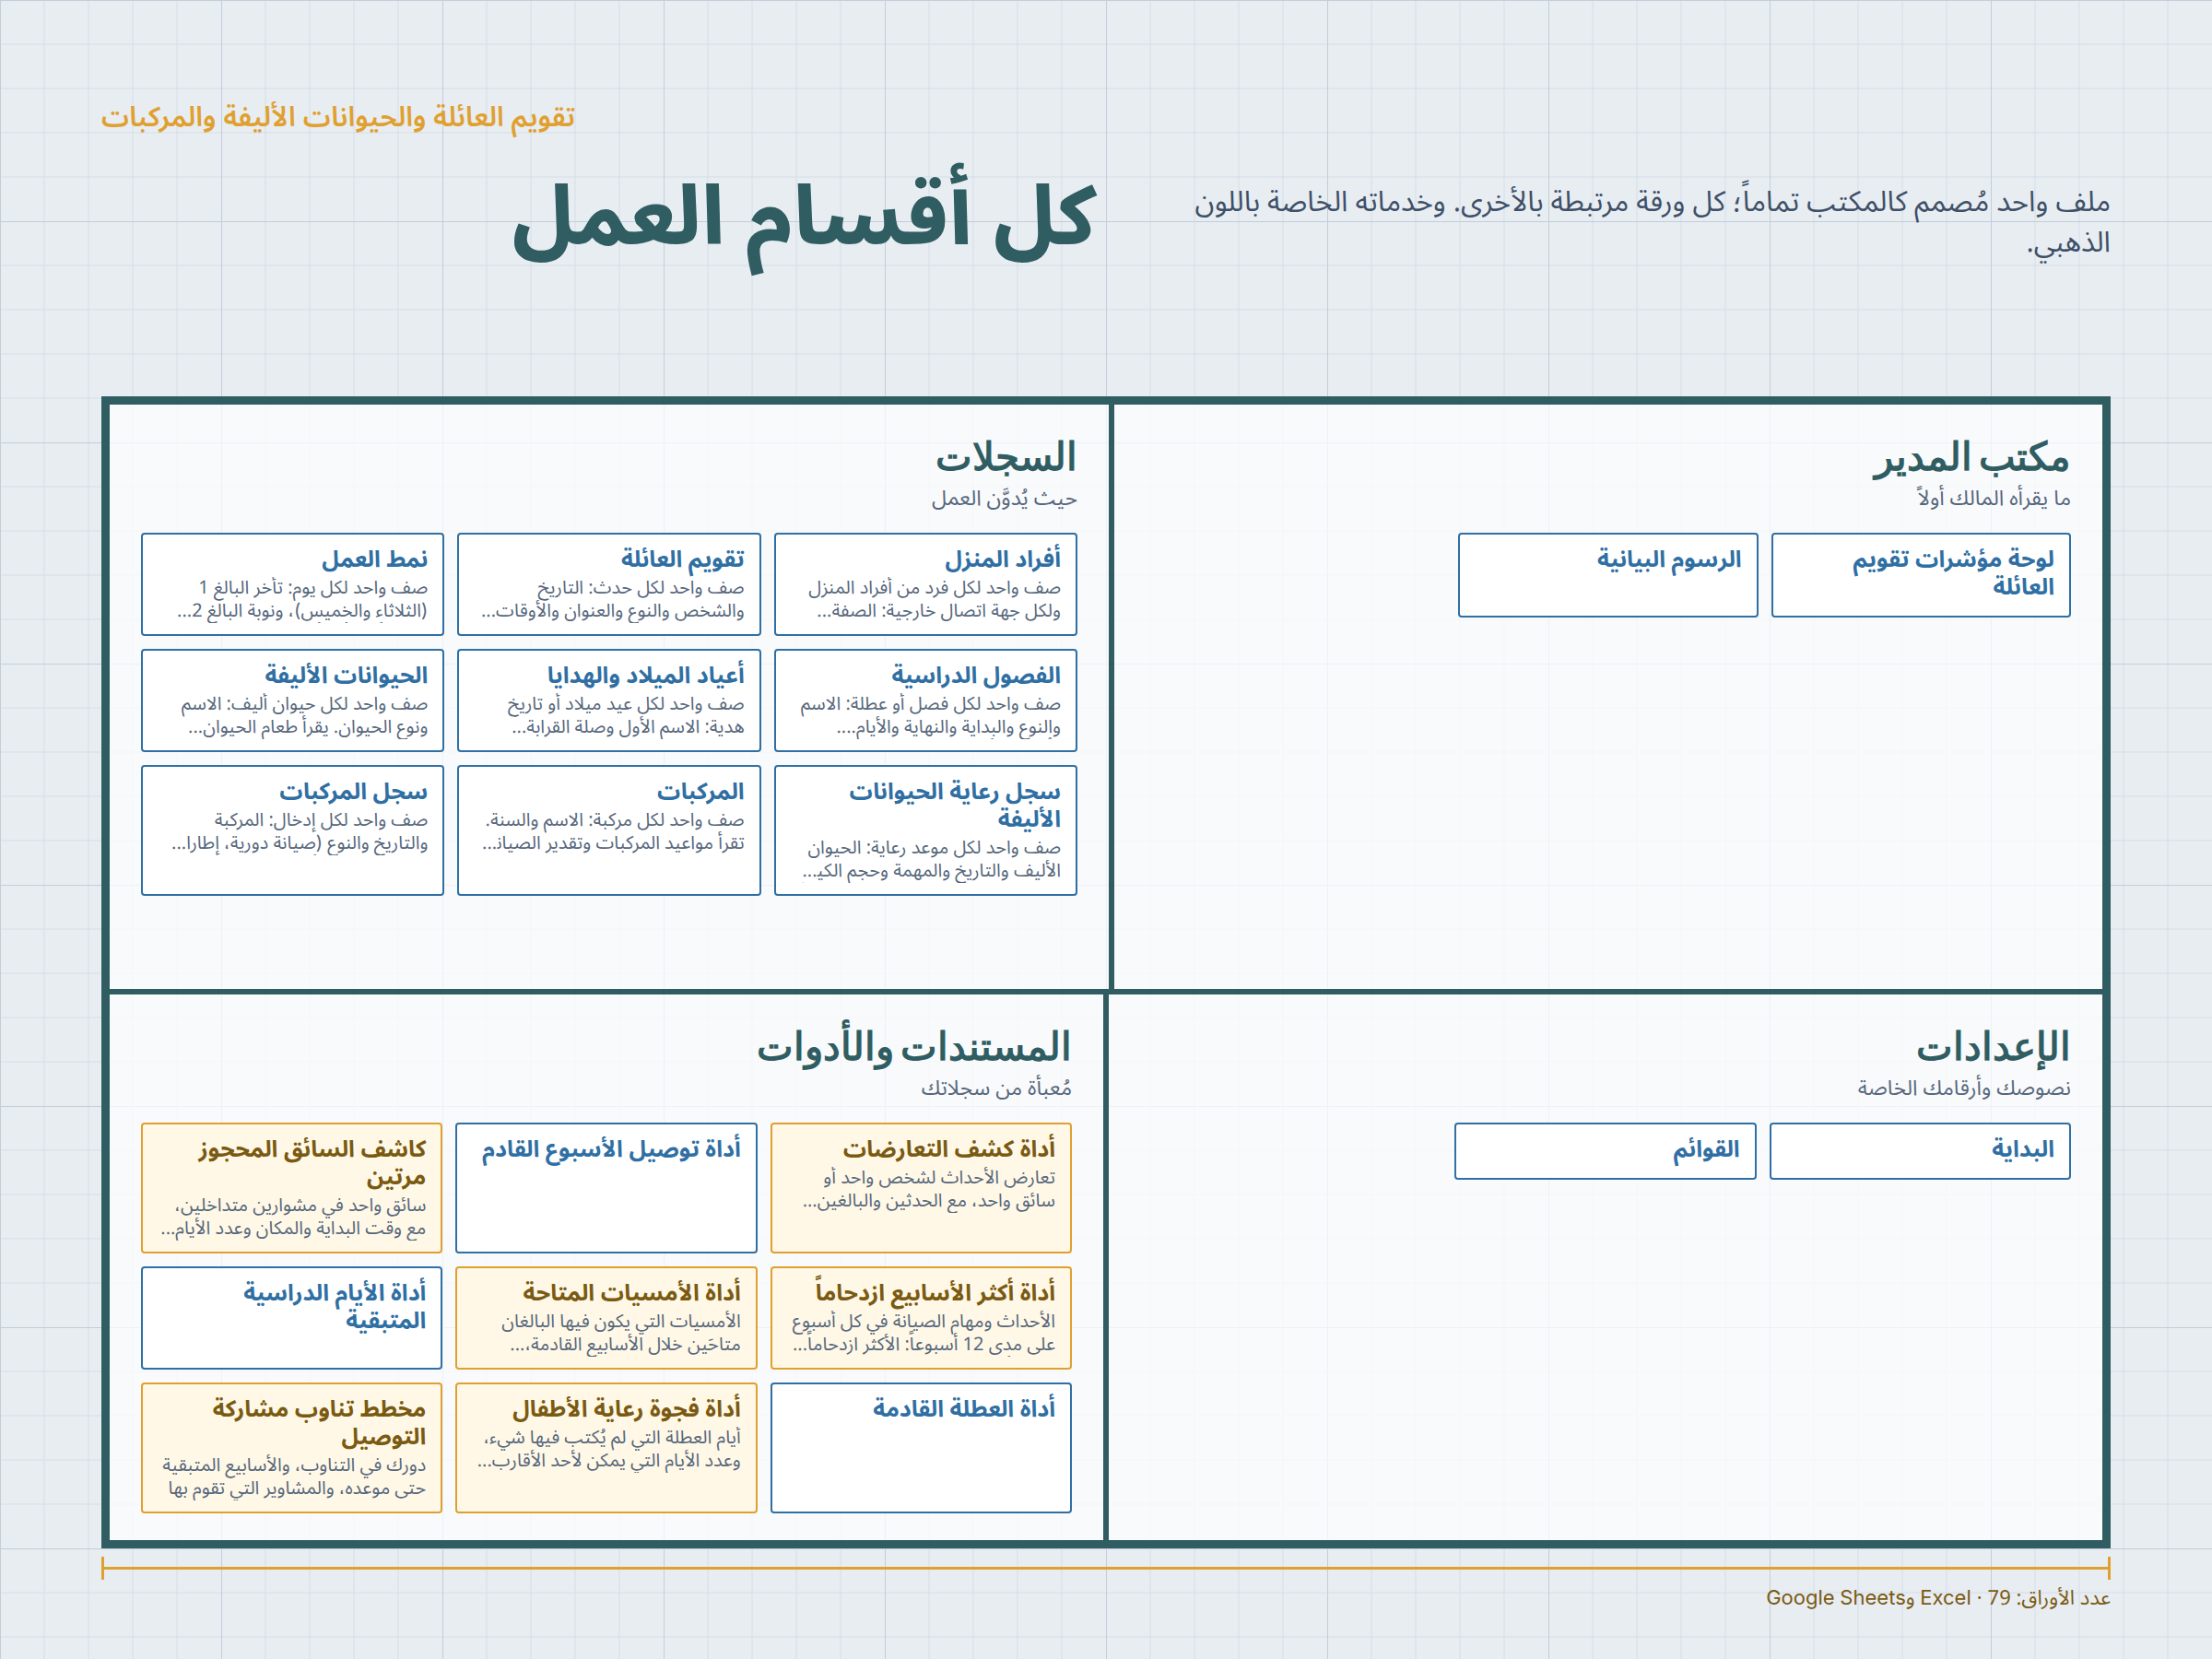 تقويم العائلة والحيوانات الأليفة والمركبات
كل أقسام العمل
ملف واحد مُصمم كالمكتب تماماً؛ كل ورقة مرتبطة بالأخرى. وخدماته الخاصة باللون
الذهبي.
مكتب المدير
ما يقرأه المالك أولاً
لوحة مؤشرات تقويم
العائلة
الرسوم البيانية
السجلات
حيث يُدوَّن العمل
أفراد المنزل
صف واحد لكل فرد من أفراد المنزل
ولكل جهة اتصال خارجية: الصفة...
تقويم العائلة
صف واحد لكل حدث: التاريخ
والشخص والنوع والعنوان والأوقات...
نمط العمل
صف واحد لكل يوم: تأخر البالغ 1
(الثلاثاء والخميس)، ونوبة البالغ 2...
الفصول الدراسية
صف واحد لكل فصل أو عطلة: الاسم
والنوع والبداية والنهاية والأيام....
أعياد الميلاد والهدايا
صف واحد لكل عيد ميلاد أو تاريخ
هدية: الاسم الأول وصلة القرابة...
الحيوانات الأليفة
صف واحد لكل حيوان أليف: الاسم
ونوع الحيوان. يقرأ طعام الحيوان...
سجل رعاية الحيوانات
الأليفة
صف واحد لكل موعد رعاية: الحيوان
الأليف والتاريخ والمهمة وحجم الكي...
المركبات
صف واحد لكل مركبة: الاسم والسنة.
تقرأ مواعيد المركبات وتقدير الصيان...
سجل المركبات
صف واحد لكل إدخال: المركبة
والتاريخ والنوع (صيانة دورية، إطارا...
الإعدادات
نصوصك وأرقامك الخاصة
البداية
القوائم
المستندات والأدوات
مُعبأة من سجلاتك
أداة كشف التعارضات
تعارض الأحداث لشخص واحد أو
سائق واحد، مع الحدثين والبالغين...
أداة توصيل الأسبوع القادم
كاشف السائق المحجوز
مرتين
سائق واحد في مشوارين متداخلين،
مع وقت البداية والمكان وعدد الأيام...
أداة أكثر الأسابيع ازدحاماً
الأحداث ومهام الصيانة في كل أسبوع
على مدى 12 أسبوعاً: الأكثر ازدحاماً...
أداة الأمسيات المتاحة
الأمسيات التي يكون فيها البالغان
متاحَين خلال الأسابيع القادمة،...
أداة الأيام الدراسية
المتبقية
أداة العطلة القادمة
أداة فجوة رعاية الأطفال
أيام العطلة التي لم يُكتب فيها شيء،
وعدد الأيام التي يمكن لأحد الأقارب...
مخطط تناوب مشاركة
التوصيل
دورك في التناوب، والأسابيع المتبقية
حتى موعده، والمشاوير التي تقوم بها
عدد الأوراق: 79 · Excel وGoogle Sheets